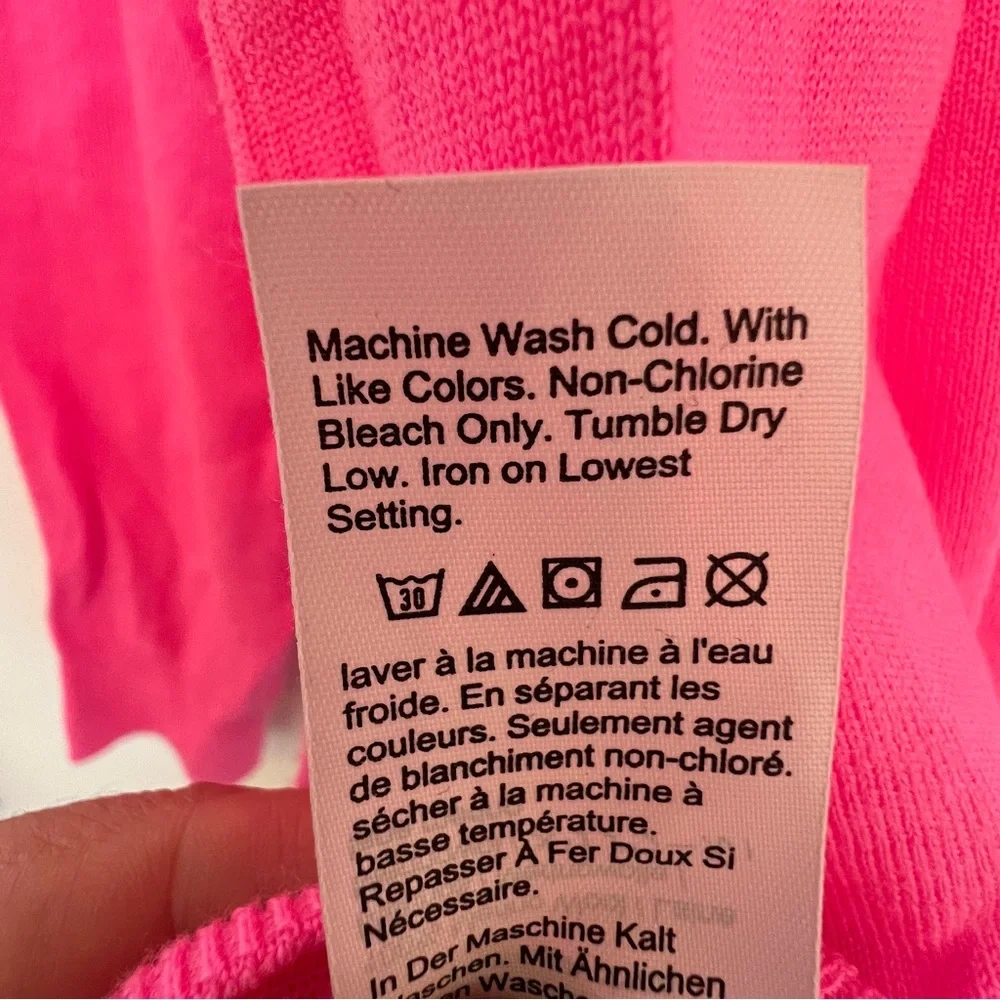 Machine Wash Cold. With
Like Colors. Non-Chlorine
Bleach Only. Tumble Dry
Low. Iron on Lowest
Setting.
30
laver à la machine à l'eau
froide. En séparant les
couleurs. Seulement agent
de blanchiment non-chloré.
sécher à la machine à
basse température.
Repasser À Fer Doux Si
Nécessaire.
In Der Maschine Kalt
Mit Ähnlichen